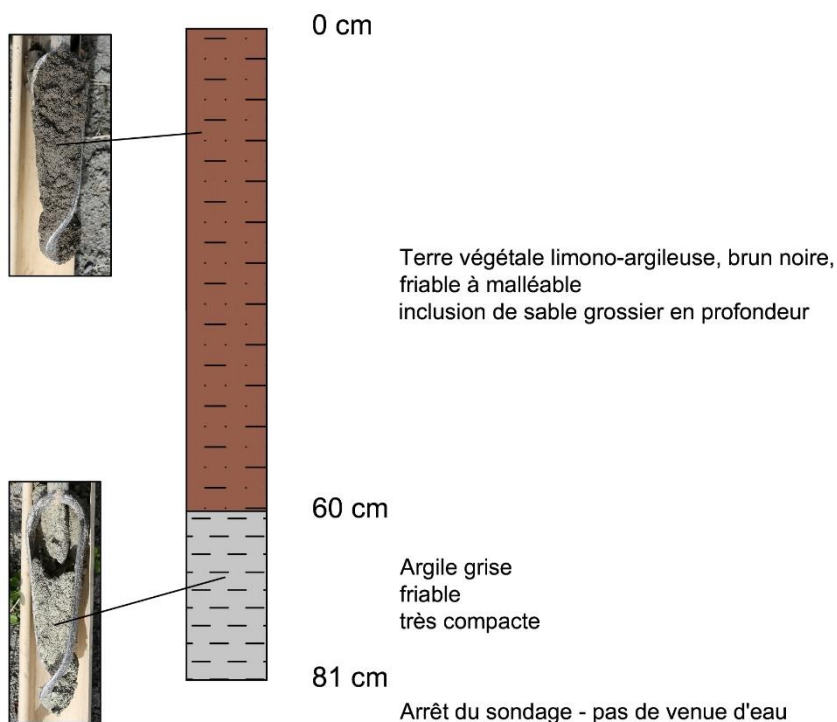 0 cm
Terre végétale limono-argileuse, brun noire,
friable à malléable
inclusion de sable grossier en profondeur
60 cm
Argile grise
friable
très compacte
81 cm
Arrêt du sondage - pas de venue d'eau